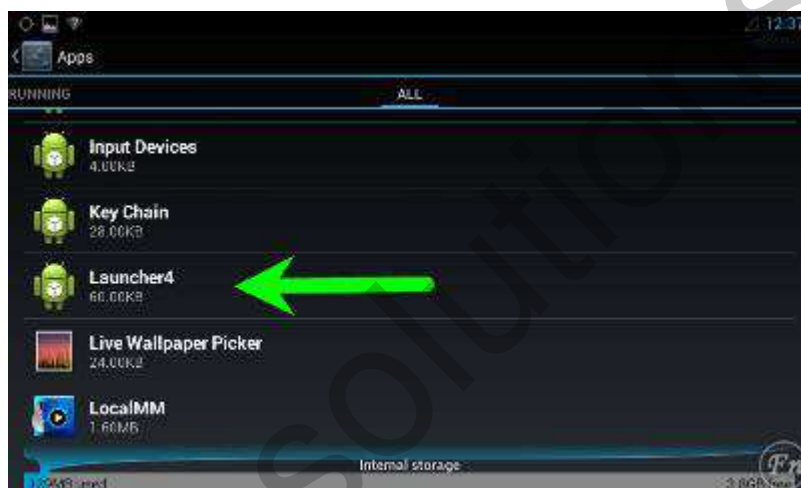 12:37
Apps
RUNNING
ALL
Input Devices
4.00KB
Key Chain
28.00KB
Launcher4
60.00KB
Live Wallpaper Picker
24.00KB
LocalMM
1.60MB
Internal storage